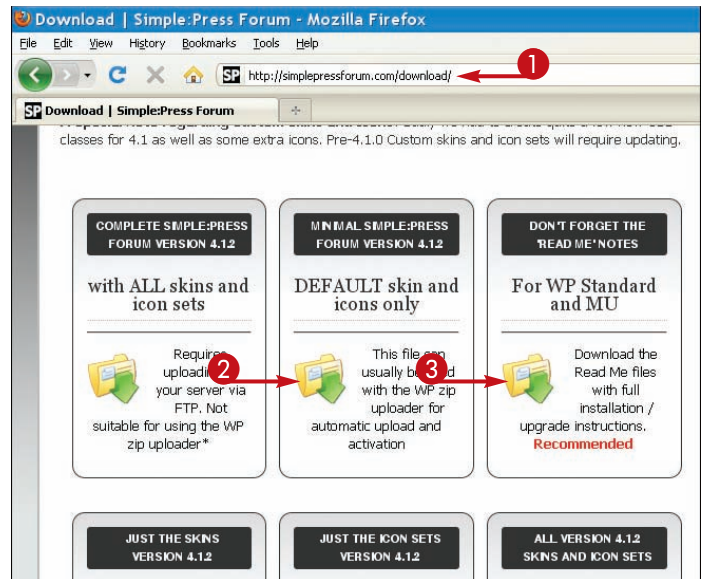 Download | Simple:Press Forum - Mozilla Firefox
File Edit View History Bookmarks Tools Help
SP http://simplepressforum.com/download/
1
SP Download | Simple:Press Forum
classes for 4.1 as well as some extra icons. Pre-4.1.0 Custom skins and icon sets will require updating.
COMPLETE SIMPLE:PRESS
FORUM VERSION 4.1.2
with ALL skins and
icon sets
Requires
your server via
FTP. Not
suitable for using the WP
zip uploader*
2
MINIMAL SIMPLE:PRESS
FORUM VERSION 4.1.2
DEFAULT skin and
icons only
This file can
usually be
with the WP zip
uploader for
automatic upload and
activation
3
DON'T FORGET THE
'READ ME' NOTES
For WP Standard
and MU
Download the
Read Me files
with full
installation /
upgrade instructions.
Recommended
JUST THE SKINS
VERSION 4.1.2
JUST THE ICON SETS
VERSION 4.1.2
ALL VERSION 4.1.2
SKINS AND ICON SETS